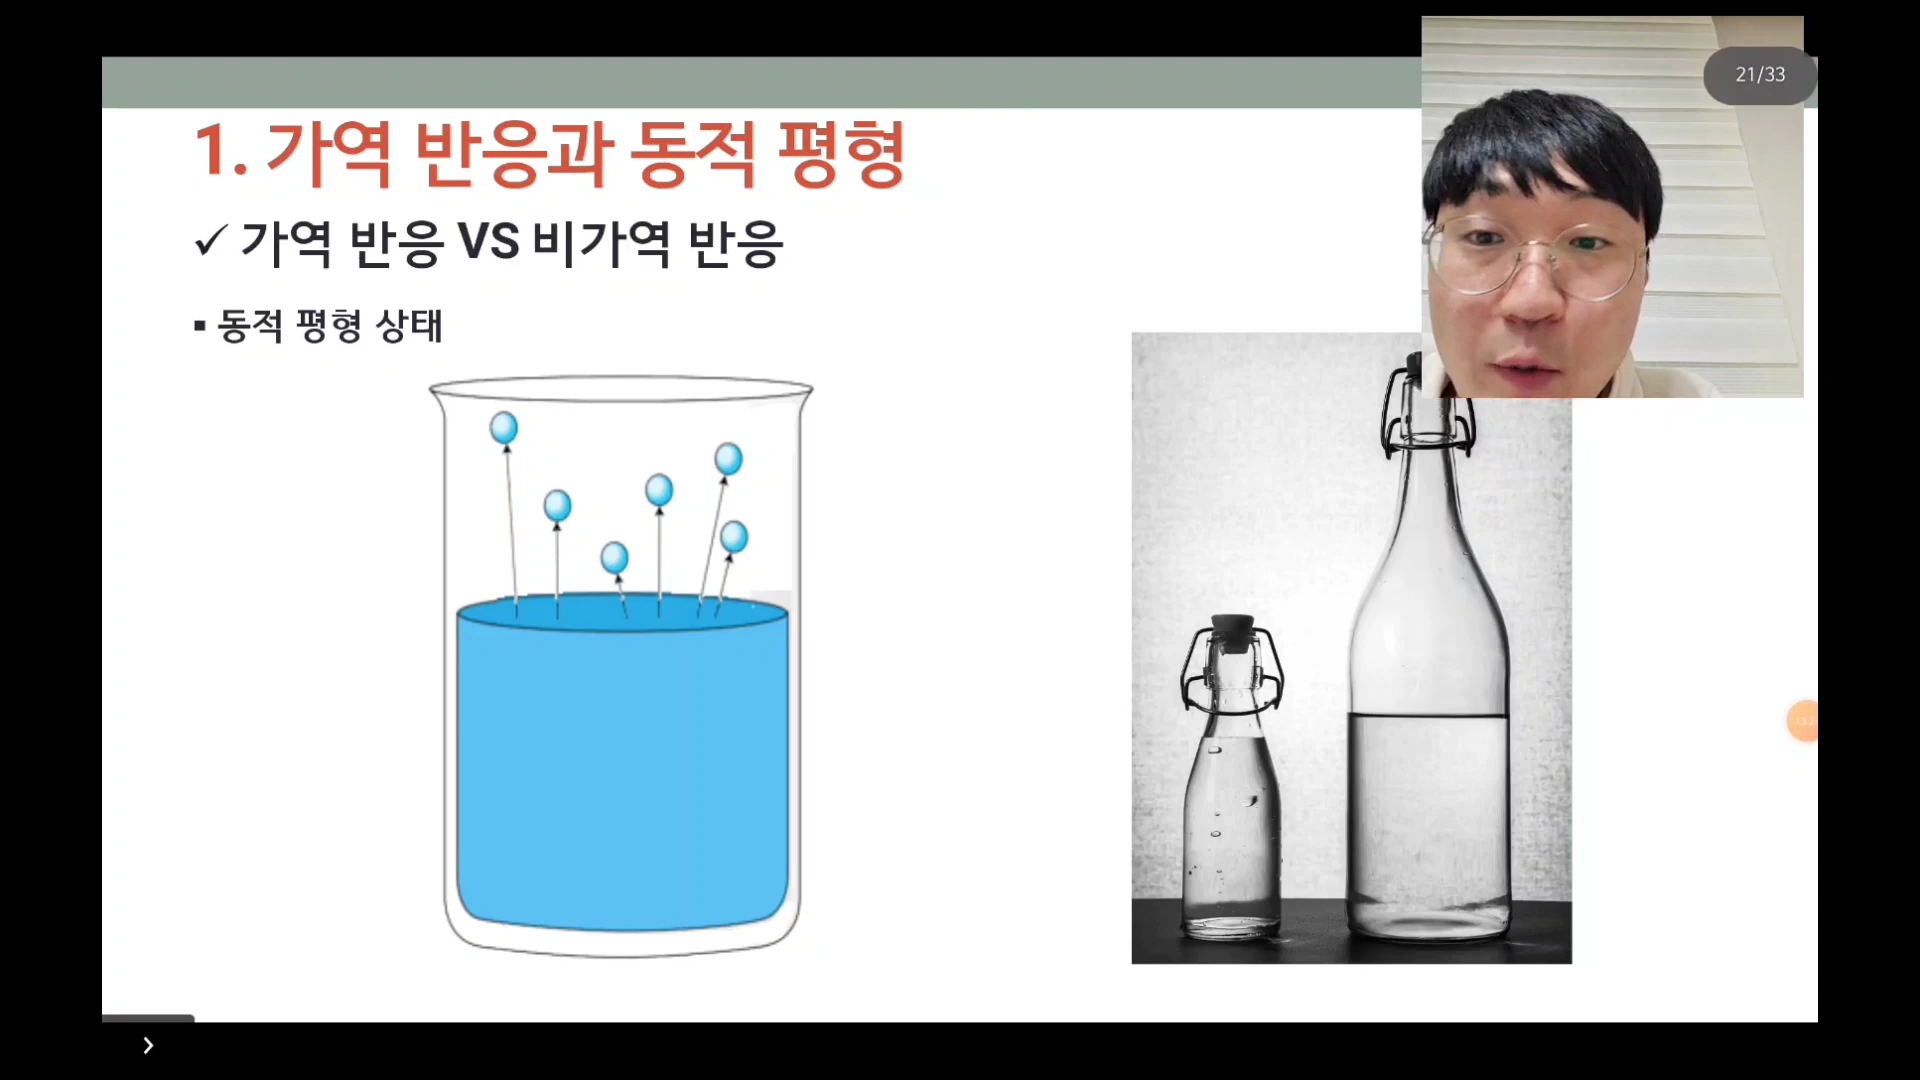 21/33
1. 가역 반응과 동적 평형
✓ 가역 반응 VS 비가역 반응
▪ 동적 평형 상태